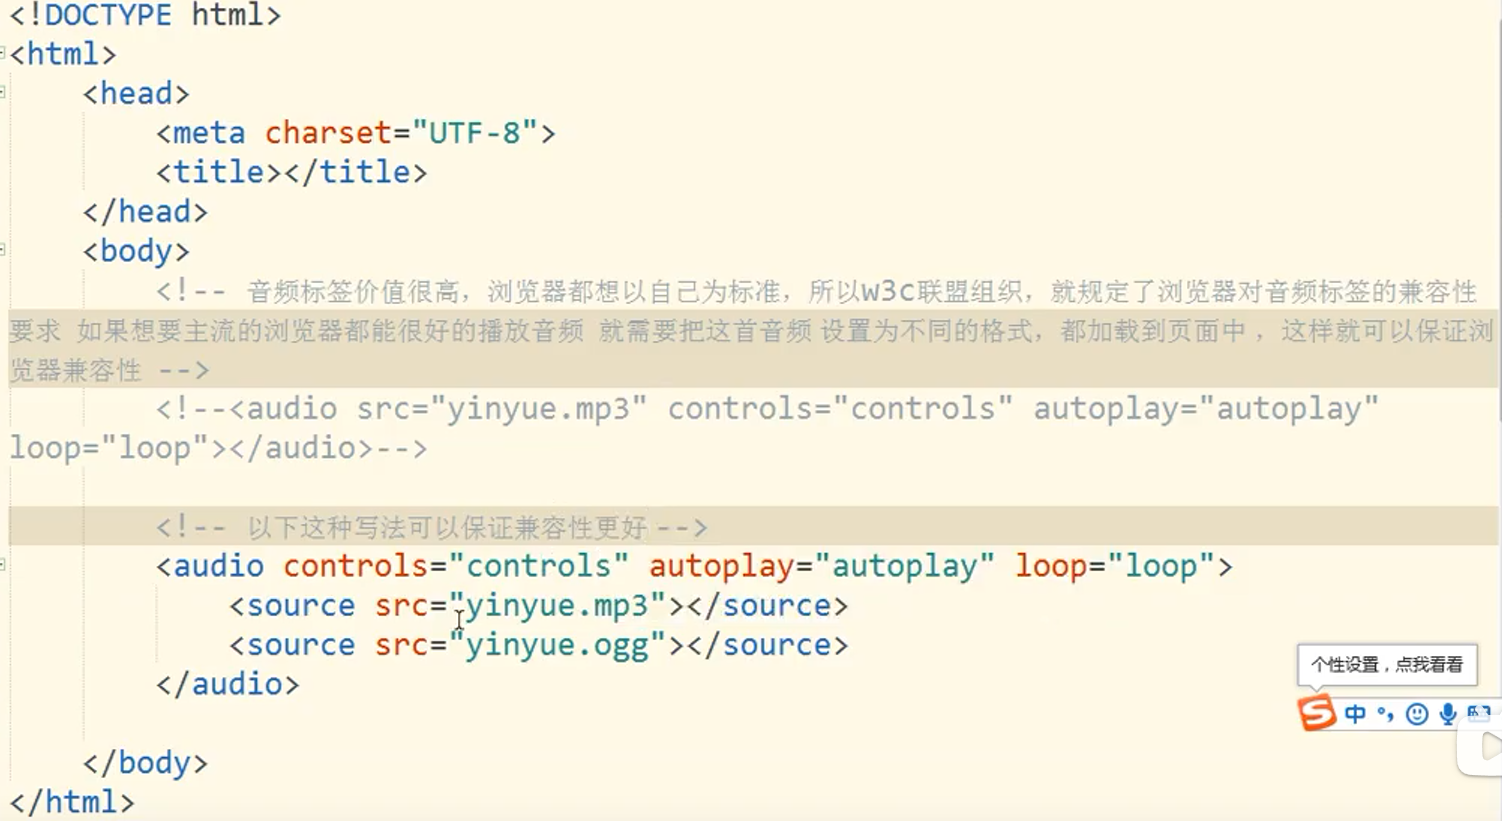 <!DOCTYPE html>
<html>
<head>
<meta charset="UTF-8">
<title></title>
</head>
<body>
<!-- 音频标签价值很高，浏览器都想以自己为标准，所以w3c联盟组织，就规定了浏览器对音频标签的兼容性
要求 如果想要主流的浏览器都能很好的播放音频 就需要把这首音频 设置为不同的格式，都加载到页面中 ，这样就可以保证浏
览器兼容性 -->
<!--<audio src="yinyue.mp3" controls="controls" autoplay="autoplay"
loop="loop"></audio>-->
<!-- 以下这种写法可以保证兼容性更好 -->
<audio controls="controls" autoplay="autoplay" loop="loop">
<source src="yinyue.mp3"></source>
<source src="yinyue.ogg"></source>
</audio>
个性设置，点我看看
S 中 °,
</body>
</html>